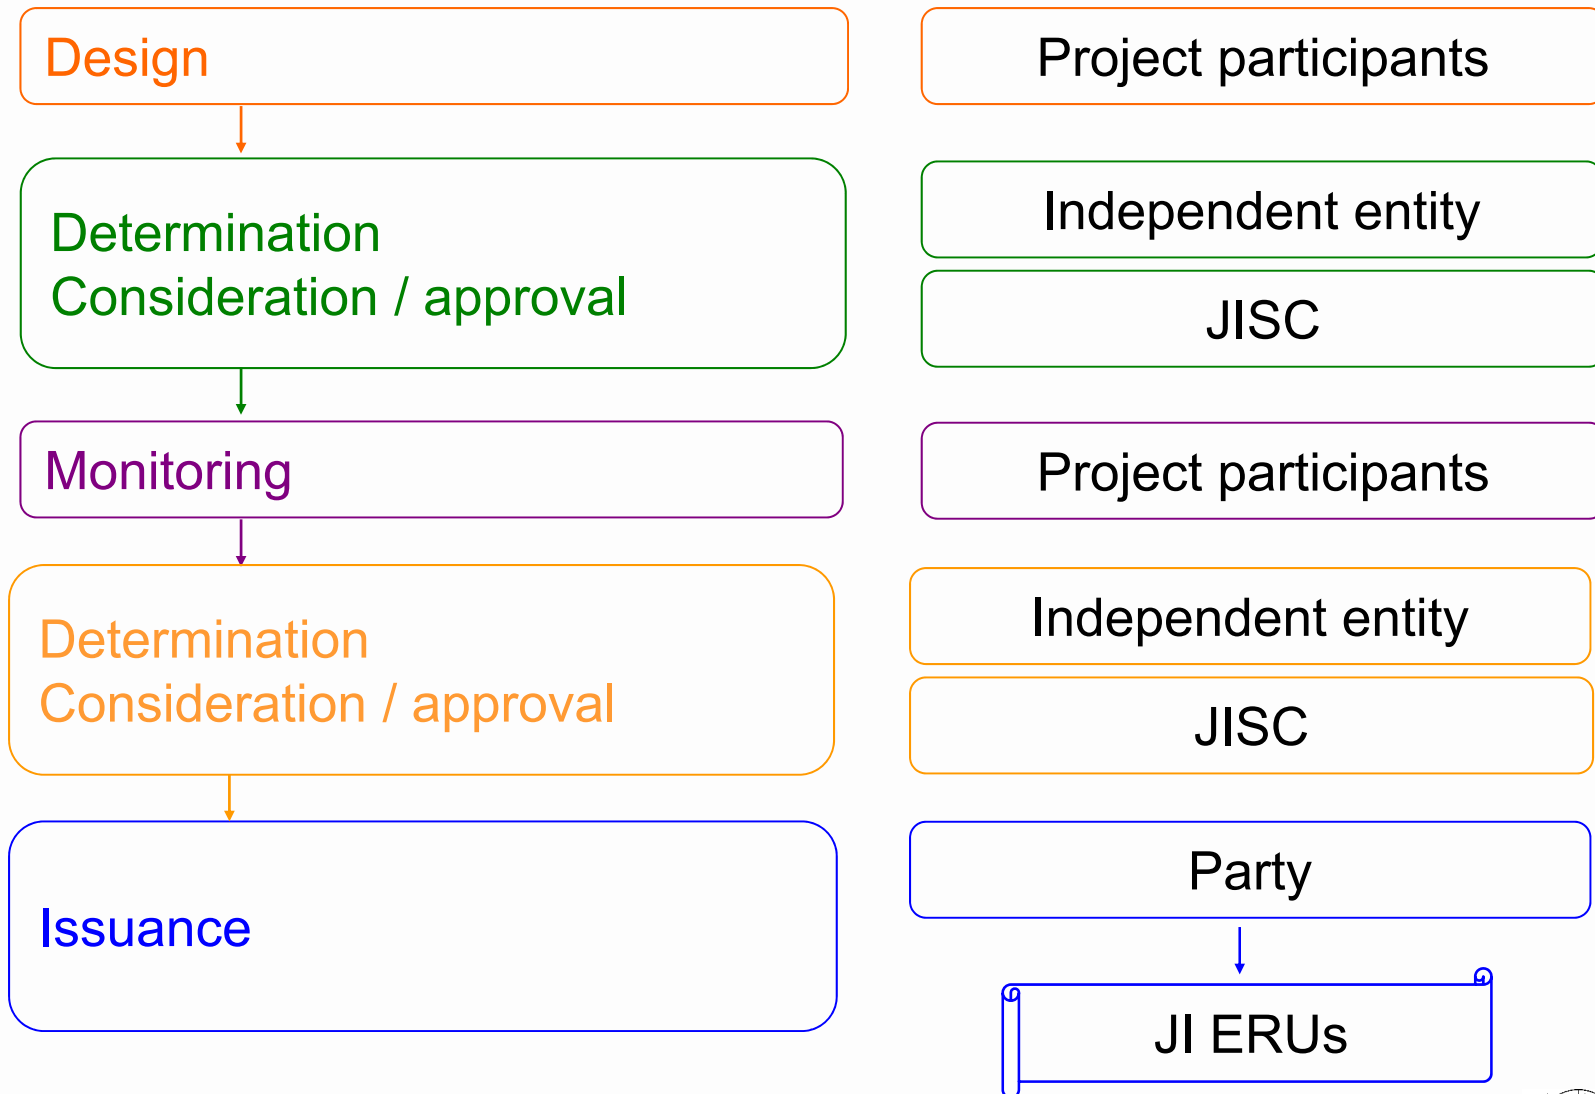 Design
Project participants
Determination
Consideration / approval
Independent entity
JISC
Monitoring
Project participants
Determination
Consideration / approval
Independent entity
JISC
Issuance
Party
JI ERUs